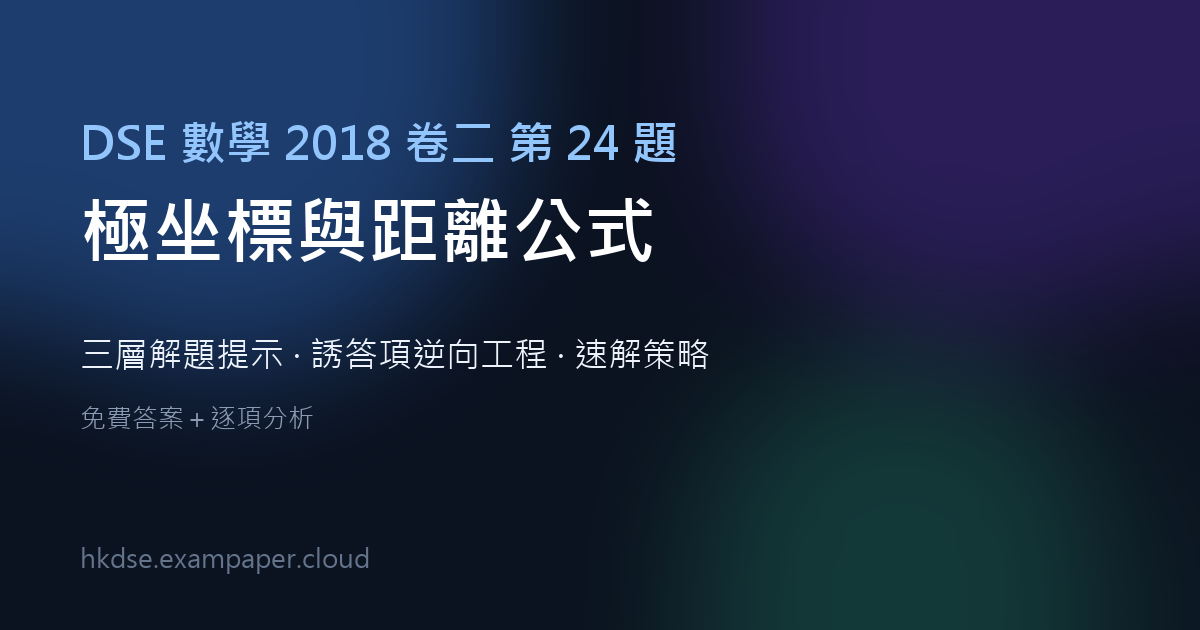 DSE 數學 2018 卷二 第 24 題
極坐標與距離公式
三層解題提示 · 誘答項逆向工程 · 速解策略
免費答案 + 逐項分析
hkdse.exampaper.cloud